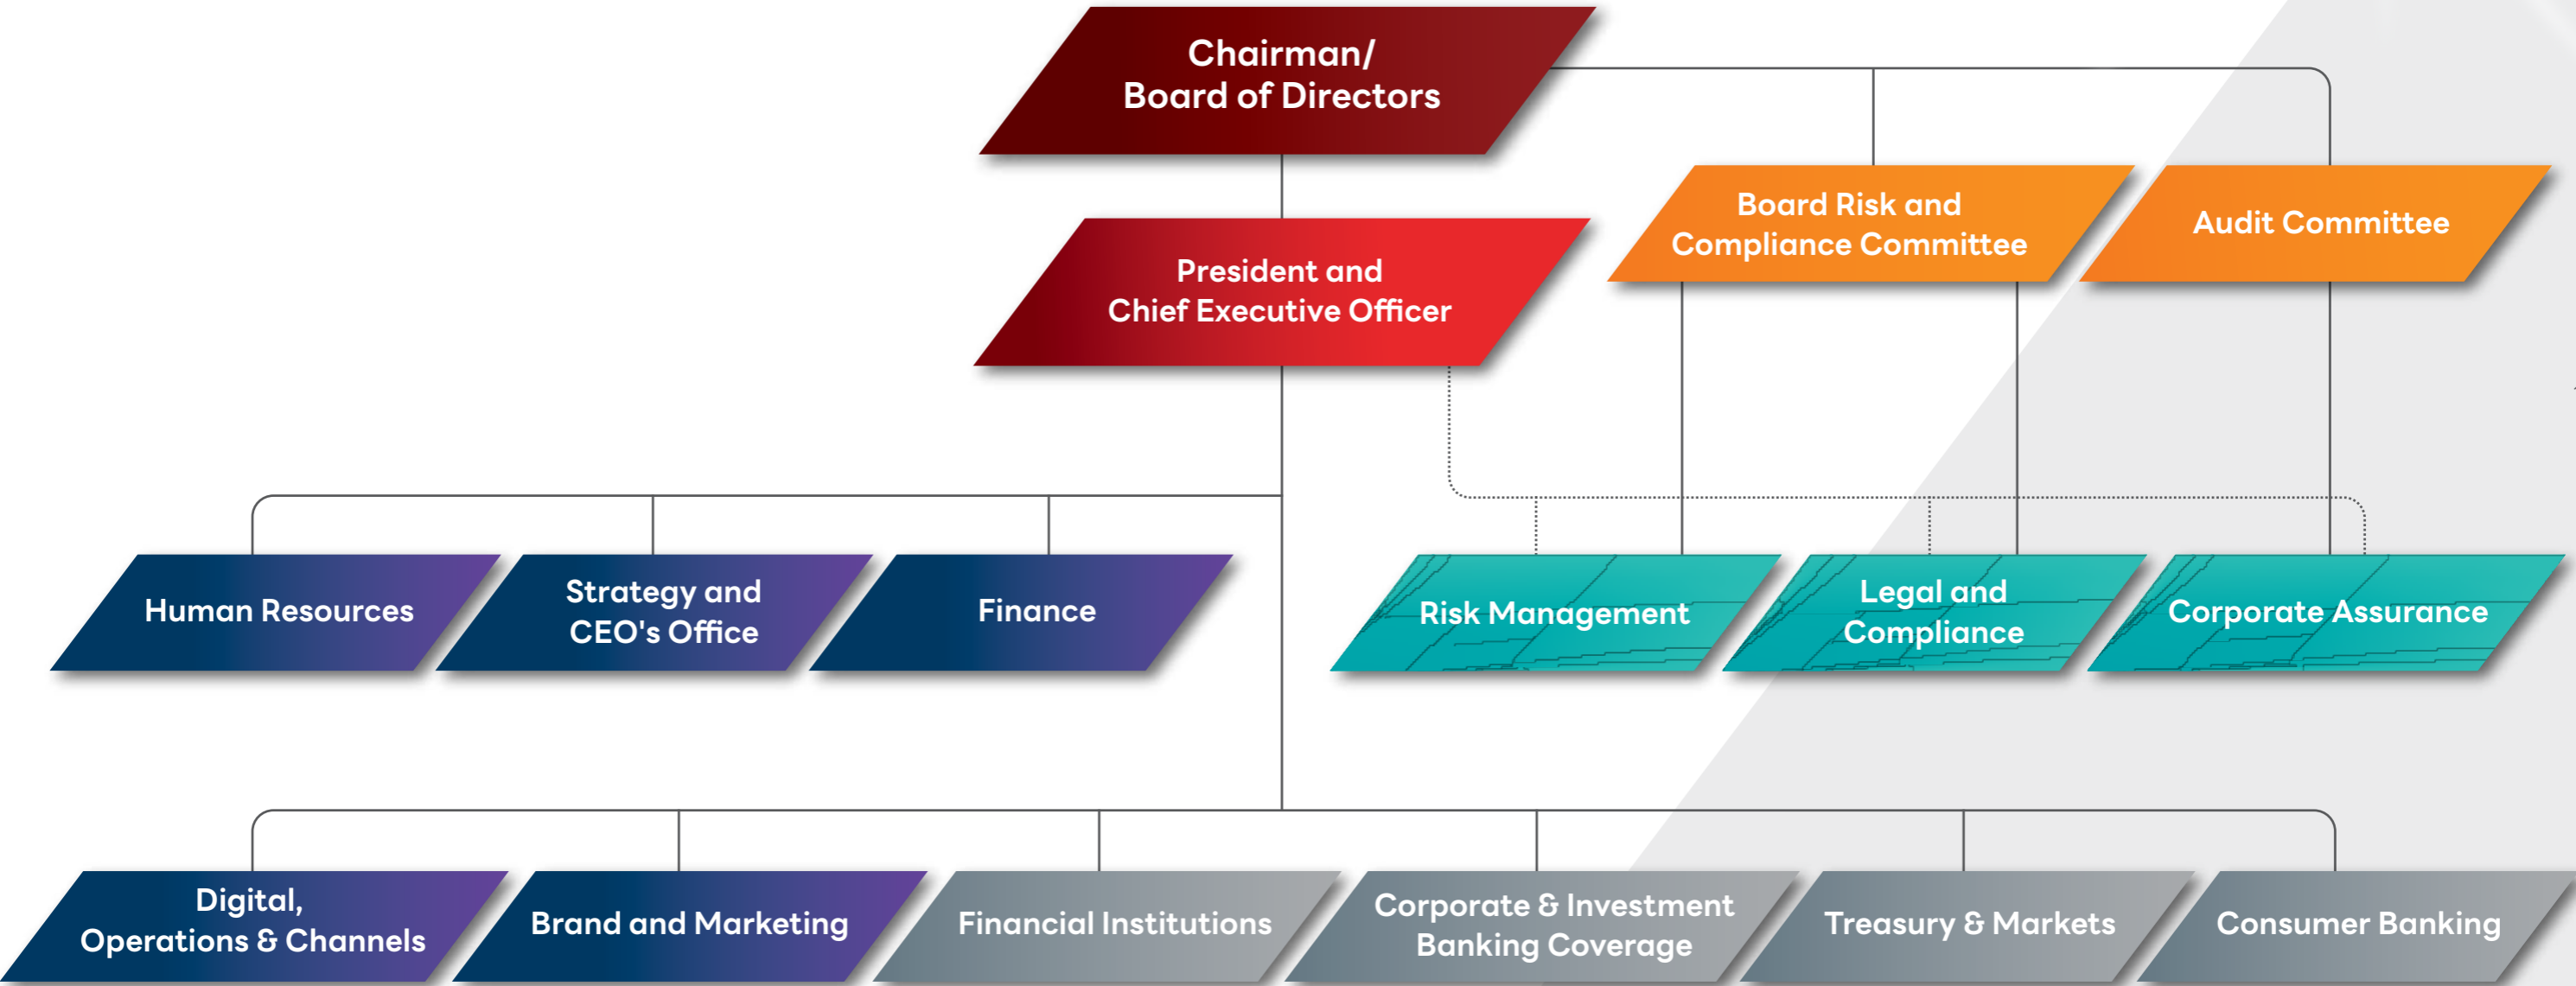 Chairman/
Board of Directors
President and
Chief Executive Officer
Board Risk and
Compliance Committee
Audit Committee
Human Resources
Strategy and
CEO's Office
Finance
Risk Management
Legal and
Compliance
Corporate Assurance
Digital,
Operations & Channels
Brand and Marketing
Financial Institutions
Corporate & Investment
Banking Coverage
Treasury & Markets
Consumer Banking